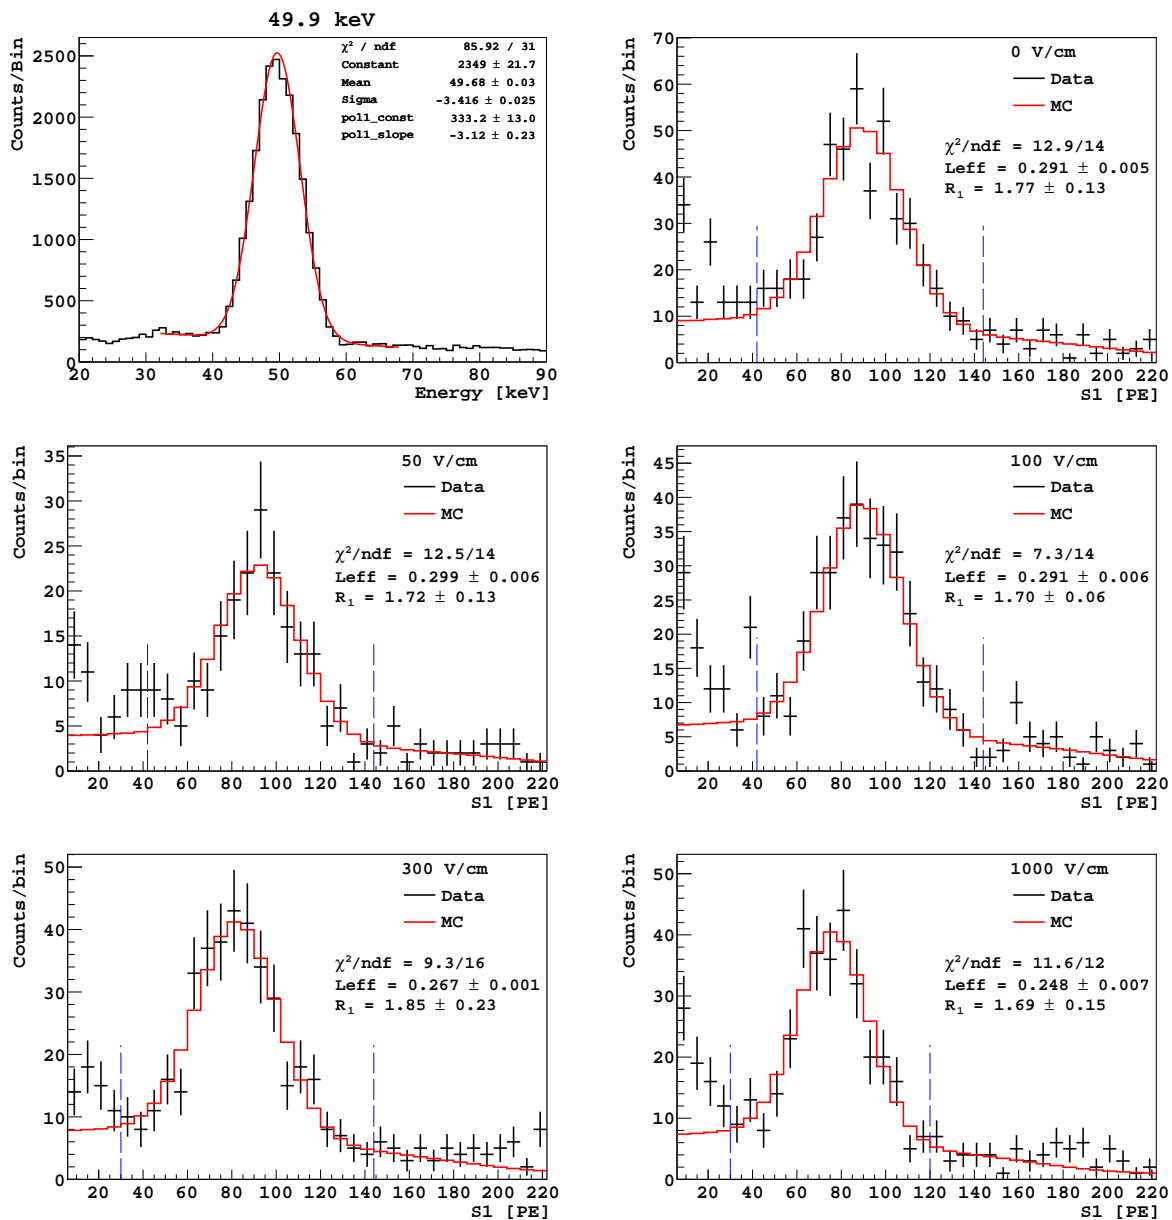 49.9 keV
Counts/Bin
2500
2000
1500
1000
500
0
χ² / ndf 85.92 / 31
Constant 2349 ± 21.7
Mean 49.68 ± 0.03
Sigma -3.416 ± 0.025
pol1_const 333.2 ± 13.0
pol1_slope -3.12 ± 0.23
20 30 40 50 60 70 80 90
Energy [keV]
Counts/bin
70
60
50
40
30
20
10
0
0 V/cm
Data
MC
χ²/ndf = 12.9/14
Leff = 0.291 ± 0.005
R₁ = 1.77 ± 0.13
20 40 60 80 100 120 140 160 180 200 220
S1 [PE]
Counts/bin
35
30
25
20
15
10
5
0
50 V/cm
Data
MC
χ²/ndf = 12.5/14
Leff = 0.299 ± 0.006
R₁ = 1.72 ± 0.13
20 40 60 80 100 120 140 160 180 200 220
S1 [PE]
Counts/bin
45
40
35
30
25
20
15
10
5
0
100 V/cm
Data
MC
χ²/ndf = 7.3/14
Leff = 0.291 ± 0.006
R₁ = 1.70 ± 0.06
20 40 60 80 100 120 140 160 180 200 220
S1 [PE]
Counts/bin
50
40
30
20
10
0
300 V/cm
Data
MC
χ²/ndf = 9.3/16
Leff = 0.267 ± 0.001
R₁ = 1.85 ± 0.23
20 40 60 80 100 120 140 160 180 200 220
S1 [PE]
Counts/bin
50
40
30
20
10
0
1000 V/cm
Data
MC
χ²/ndf = 11.6/12
Leff = 0.248 ± 0.007
R₁ = 1.69 ± 0.15
20 40 60 80 100 120 140 160 180 200 220
S1 [PE]